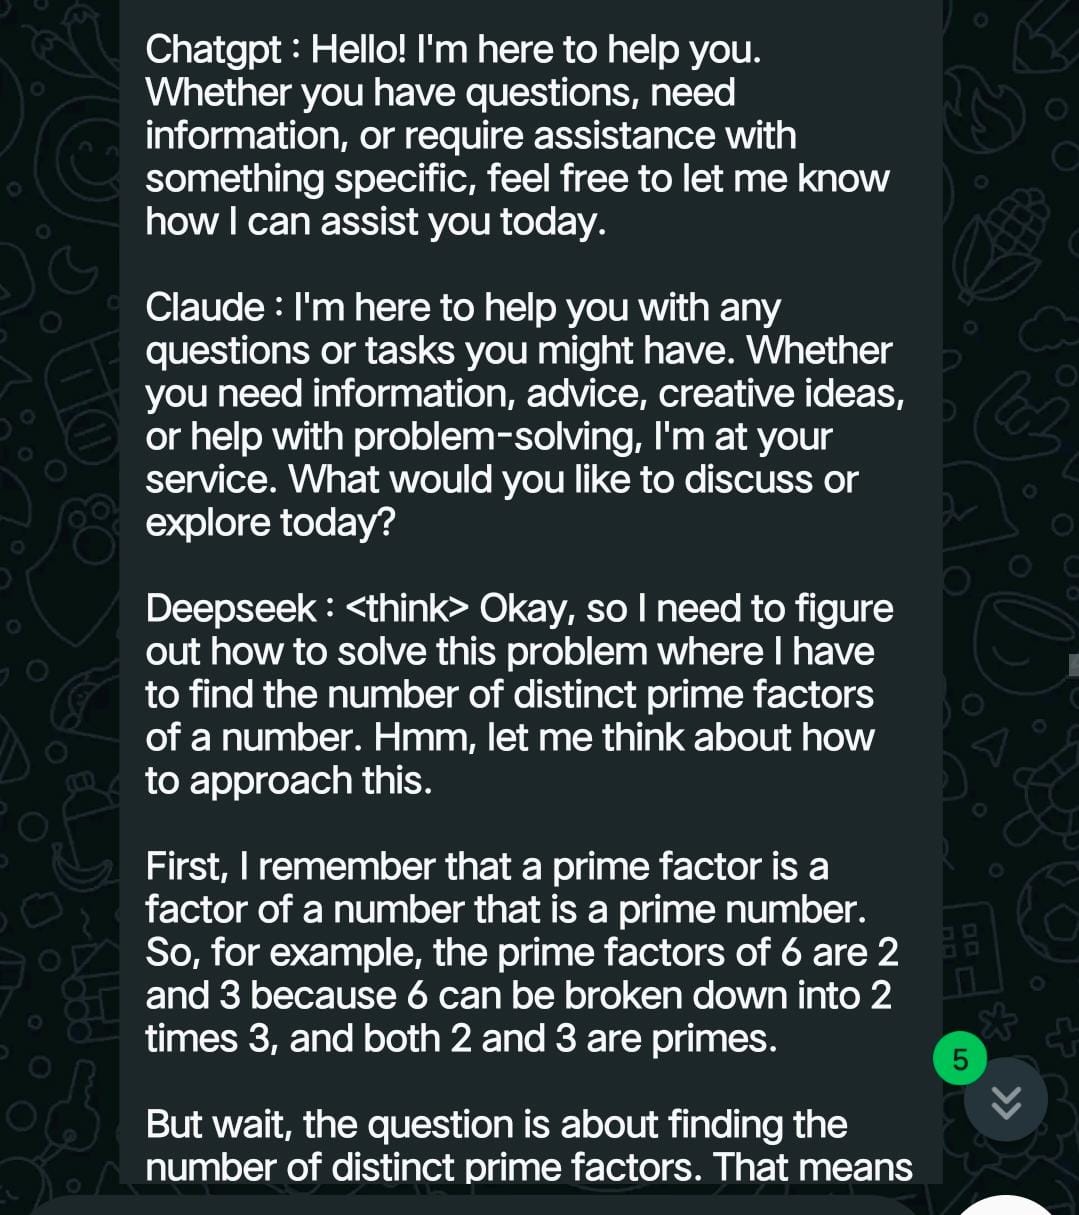 Chatgpt : Hello! I'm here to help you.
Whether you have questions, need
information, or require assistance with
something specific, feel free to let me know
how I can assist you today.
Claude : I'm here to help you with any
questions or tasks you might have. Whether
you need information, advice, creative ideas,
or help with problem-solving, I'm at your
service. What would you like to discuss or
explore today?
Deepseek : <think> Okay, so I need to figure
out how to solve this problem where I have
to find the number of distinct prime factors
of a number. Hmm, let me think about how
to approach this.
First, I remember that a prime factor is a
factor of a number that is a prime number.
So, for example, the prime factors of 6 are 2
and 3 because 6 can be broken down into 2
times 3, and both 2 and 3 are primes.
5
But wait, the question is about finding the
number of distinct prime factors. That means